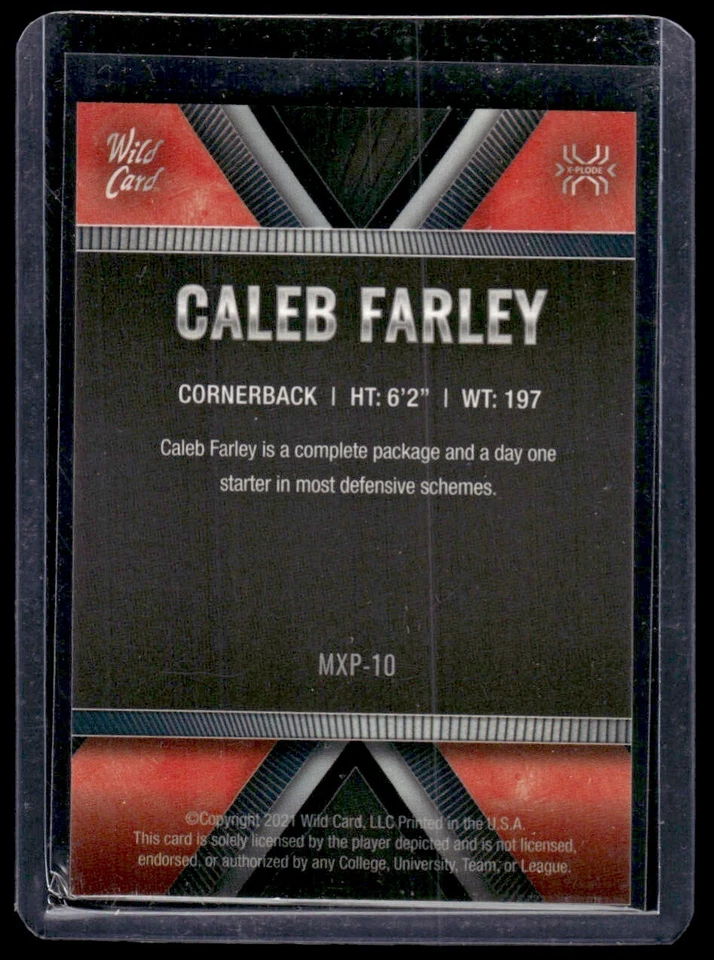 Wild
Card
X-PLODE
CALEB FARLEY
CORNERBACK | HT: 6'2" | WT: 197
Caleb Farley is a complete package and a day one
starter in most defensive schemes.
MXP-10
©Copyright 2021 Wild Card, LLC Printed in the U.S.A.
This card is solely licensed by the player depicted and is not licensed,
endorsed, or authorized by any College, University, Team, or League.